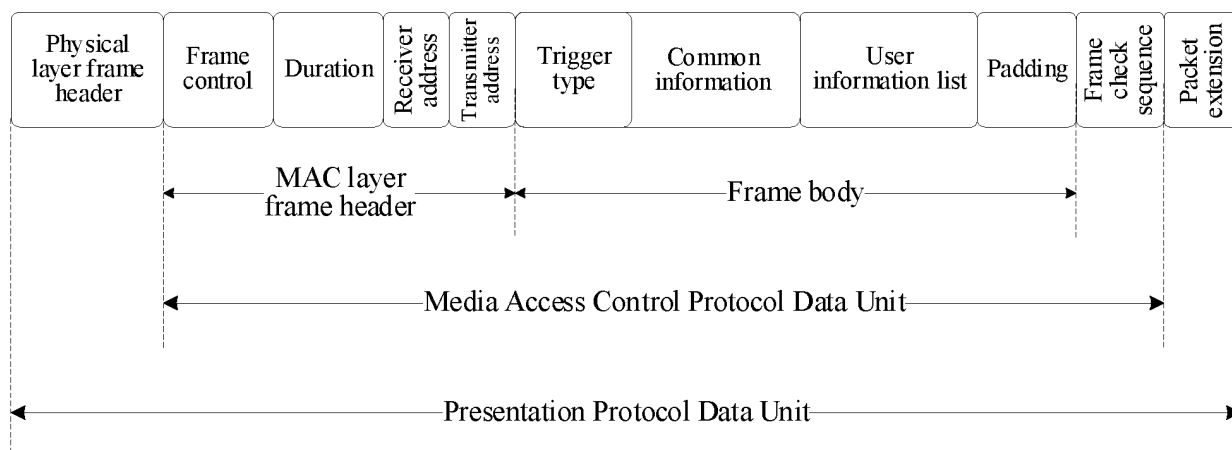 Physical
layer frame
header
Frame
control
Duration
Receiver
address
Transmitter
address
Trigger
type
Common
information
User
information list
Padding
Frame
check
sequence
Packet
extension
MAC layer
frame header
Frame body
Media Access Control Protocol Data Unit
Presentation Protocol Data Unit